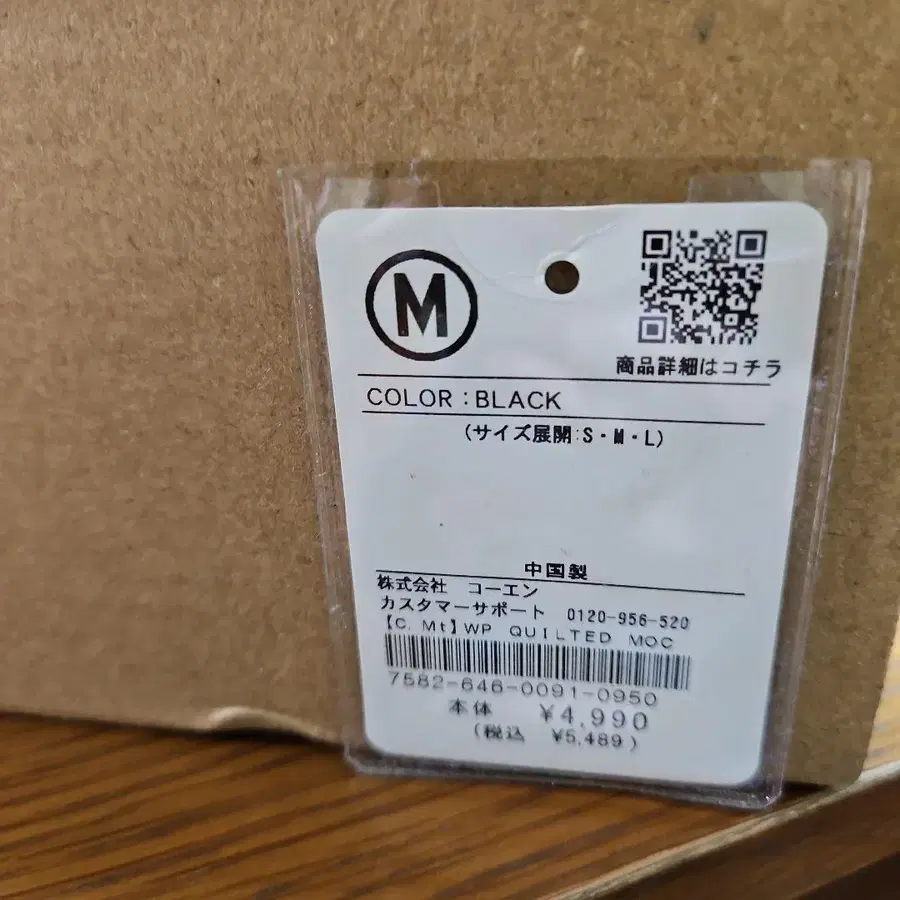 M
商品詳細はコチラ
COLOR：BLACK
(サイズ展開:S・M・L)
中国製
株式会社 コーエン
カスタマーサポート 0120-956-520
【C. Mt】WP QUILTED MOC
7582-646-0091-0950
本体 ¥4,990
(税込 ¥5,489)